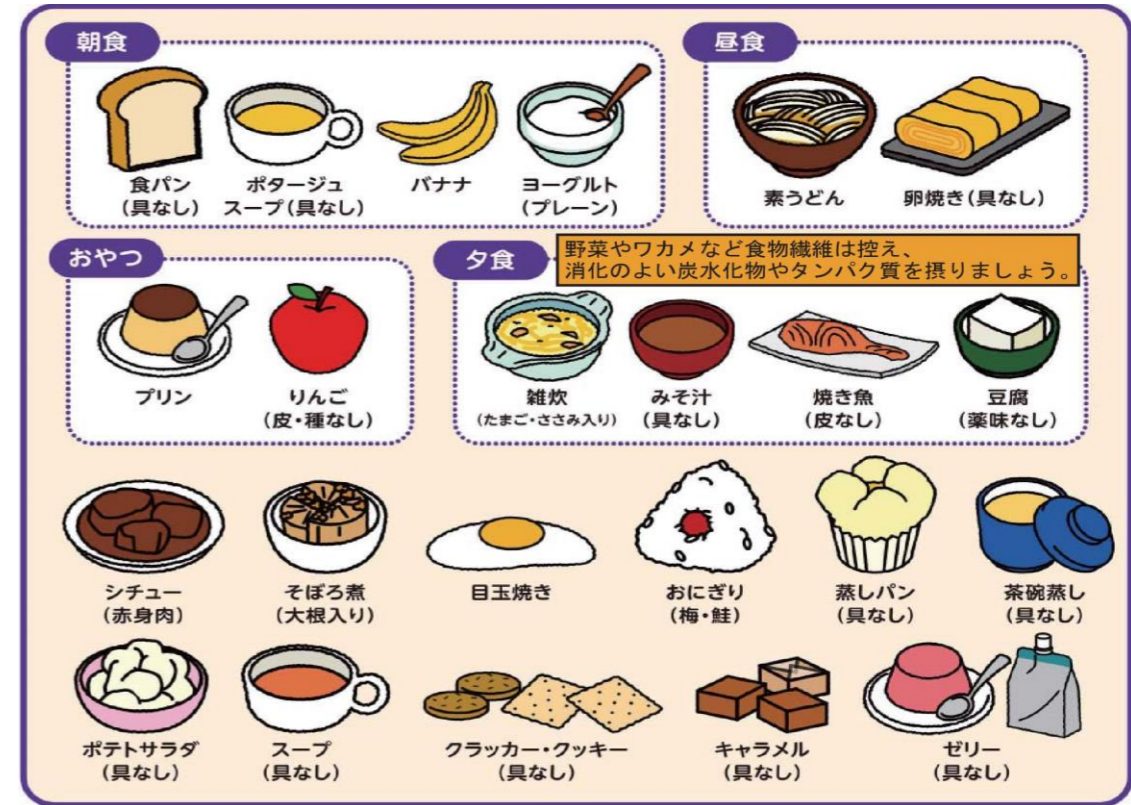 朝食
食パン
(具なし)
ポタージュ
スープ(具なし)
バナナ
ヨーグルト
(プレーン)
昼食
素うどん
卵焼き(具なし)
おやつ
プリン
りんご
(皮・種なし)
夕食
野菜やワカメなど食物繊維は控え、
消化のよい炭水化物やタンパク質を摂りましょう。
雑炊
(たまご・ささみ入り)
みそ汁
(具なし)
焼き魚
(皮なし)
豆腐
(薬味なし)
シチュー
(赤身肉)
そぼろ煮
(大根入り)
目玉焼き
おにぎり
(梅・鮭)
蒸しパン
(具なし)
茶碗蒸し
(具なし)
ポテトサラダ
(具なし)
スープ
(具なし)
クラッカー・クッキー
(具なし)
キャラメル
(具なし)
ゼリー
(具なし)